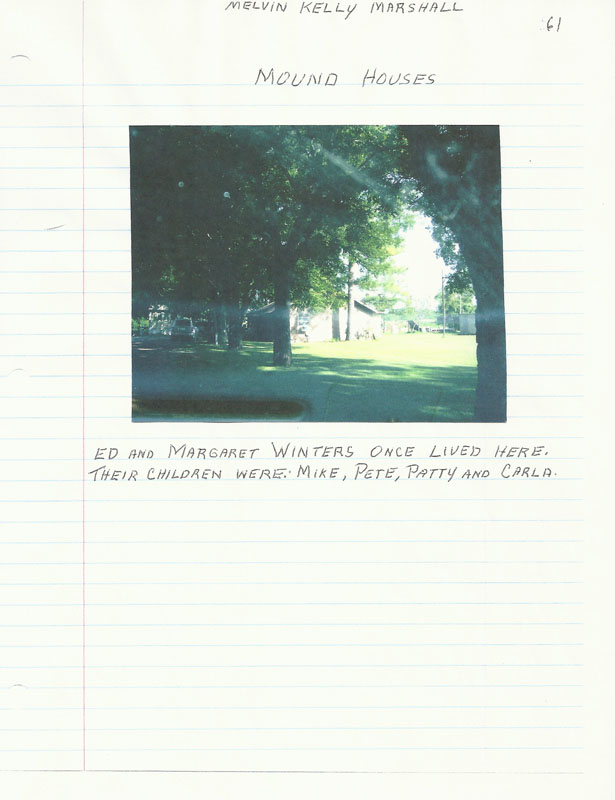 MELVIN KELLY MARSHALL
61
MOUND HOUSES
ED AND MARGARET WINTERS ONCE LIVED HERE.
THEIR CHILDREN WERE: MIKE, PETE, PATTY AND CARLA.